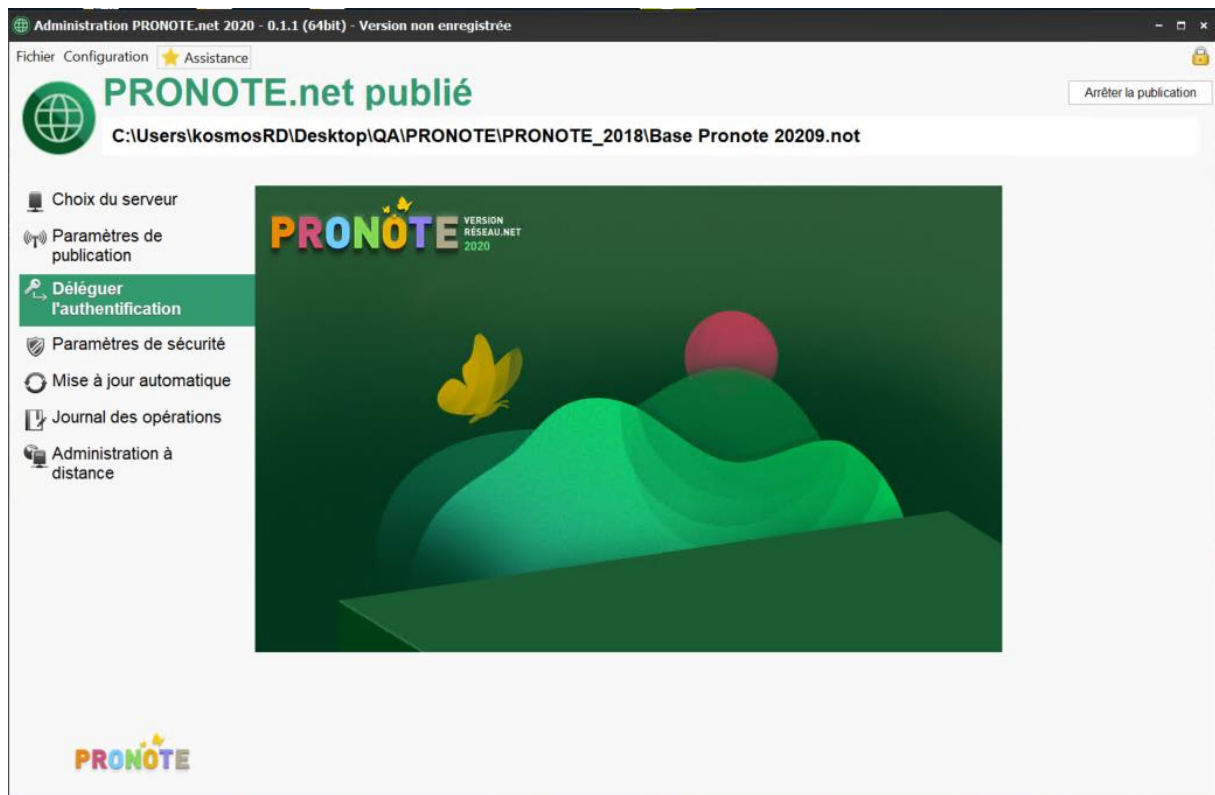 Administration PRONOTE.net 2020 - 0.1.1 (64bit) - Version non enregistrée
Fichier Configuration Assistance
PRONOTE.net publié
Arrêter la publication
C:\Users\kosmosRD\Desktop\QA\PRONOTE\PRONOTE_2018\Base Pronote 20209.not
Choix du serveur
Paramètres de
publication
Déléguer
l'authentification
Paramètres de sécurité
Mise à jour automatique
Journal des opérations
Administration à
distance
PRONOTE
VERSION
RÉSEAU.NET
2020
PRONOTE